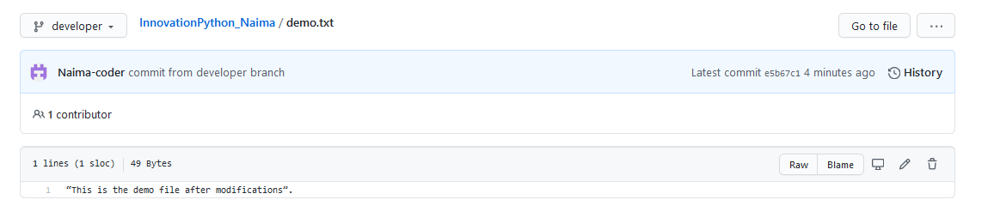 developer InnovationPython_Naima / demo.txt Go to file ...
Naima-coder commit from developer branch Latest commit e5b67c1 4 minutes ago History
1 contributor
1 lines (1 sloc) 49 Bytes Raw Blame
1 “This is the demo file after modifications”.